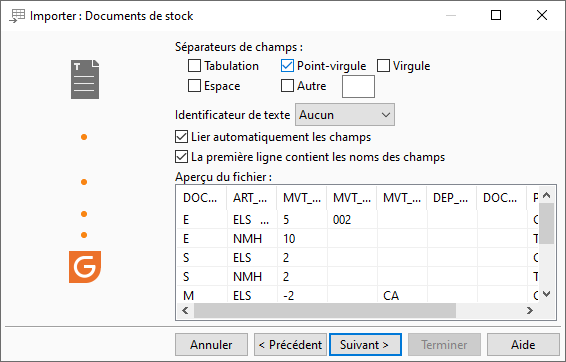 Importer : Documents de stock
Séparateurs de champs :
Tabulation Point-virgule Virgule
Espace Autre
Identificateur de texte Aucun
Lier automatiquement les champs
La première ligne contient les noms des champs
Aperçu du fichier :
DOC... ART_... MVT_... MVT_... MVT_... DEP_... DOC...
E ELS ... 5 002
E NMH 10
S ELS 2
S NMH 2
M ELS -2 CA
Annuler < Précédent Suivant > Terminer Aide